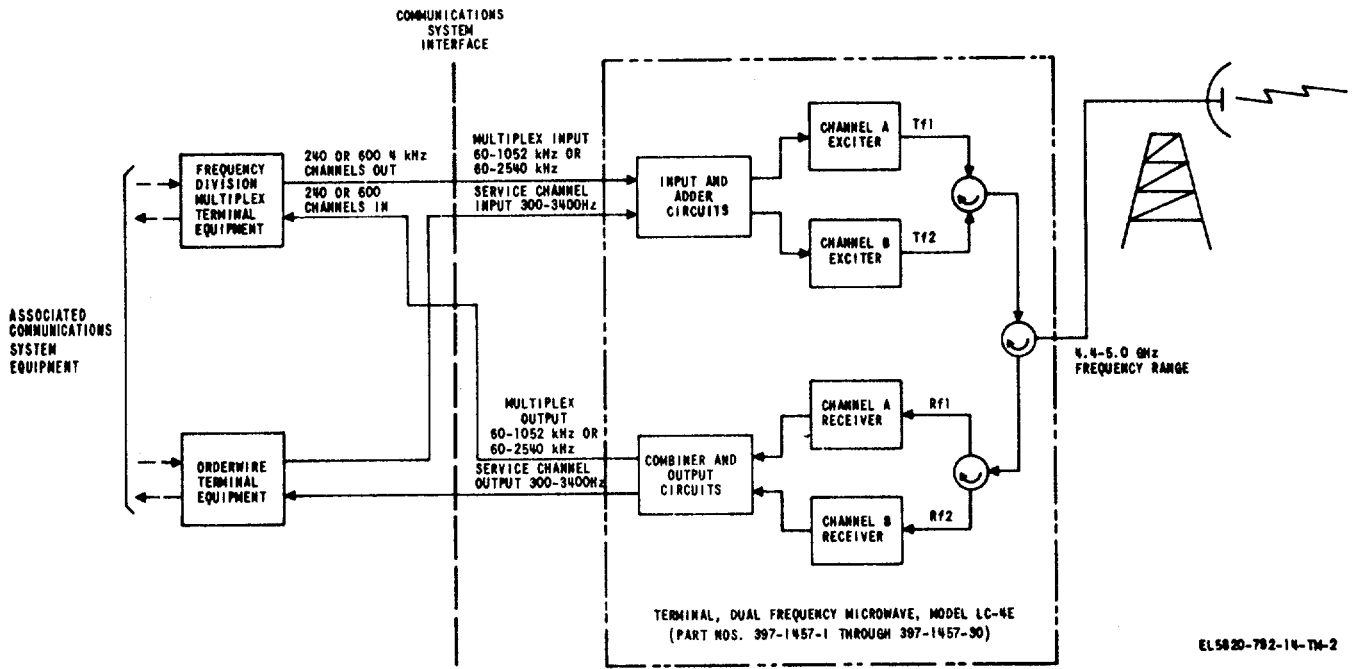 COMMUNICATIONS
SYSTEM
INTERFACE
FREQUENCY
DIVISION
MULTIPLEX
TERMINAL
EQUIPMENT
240 OR 600 4 kHz
CHANNELS OUT
240 OR 600
CHANNELS IN
MULTIPLEX INPUT
60-1052 kHz OR
60-2540 kHz
SERVICE CHANNEL
INPUT 300-3400Hz
INPUT AND
ADDER
CIRCUITS
CHANNEL A
EXCITER
Tf1
CHANNEL B
EXCITER
Tf2
ASSOCIATED
COMMUNICATIONS
SYSTEM
EQUIPMENT
4.4-5.0 GHz
FREQUENCY RANGE
ORDERWIRE
TERMINAL
EQUIPMENT
MULTIPLEX
OUTPUT
60-1052 kHz OR
60-2540 kHz
SERVICE CHANNEL
OUTPUT 300-3400Hz
COMBINER AND
OUTPUT
CIRCUITS
CHANNEL A
RECEIVER
Rf1
CHANNEL B
RECEIVER
Rf2
TERMINAL, DUAL FREQUENCY MICROWAVE, MODEL LC-4E
(PART NOS. 397-1457-1 THROUGH 397-1457-30)
EL5820-792-14-TM-2